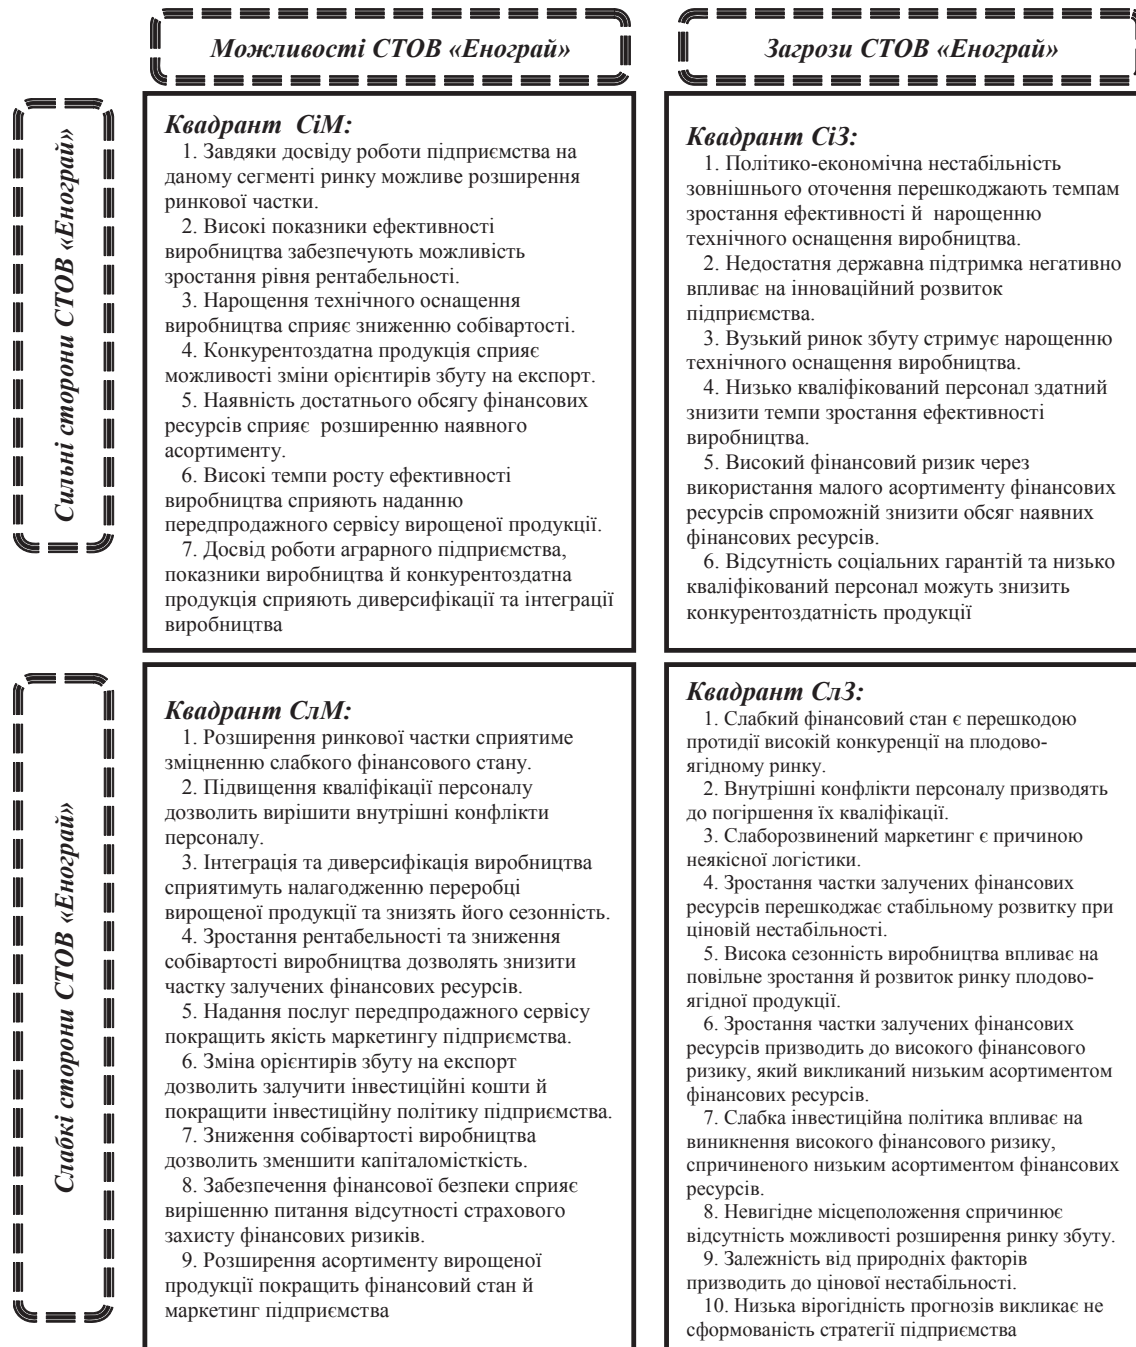 Можливості СТОВ «Енограй»
Загрози СТОВ «Енограй»
Сильні сторони СТОВ «Енограй»
Квадрант СіМ:
1. Завдяки досвіду роботи підприємства на
даному сегменті ринку можливе розширення
ринкової частки.
2. Високі показники ефективності
виробництва забезпечують можливість
зростання рівня рентабельності.
3. Нарощення технічного оснащення
виробництва сприяє зниженню собівартості.
4. Конкурентоздатна продукція сприяє
можливості зміни орієнтирів збуту на експорт.
5. Наявність достатнього обсягу фінансових
ресурсів сприяє розширенню наявного
асортименту.
6. Високі темпи росту ефективності
виробництва сприяють наданню
передпродажного сервісу вирощеної продукції.
7. Досвід роботи аграрного підприємства,
показники виробництва й конкурентоздатна
продукція сприяють диверсифікації та інтеграції
виробництва
Квадрант СіЗ:
1. Політико-економічна нестабільність
зовнішнього оточення перешкоджають темпам
зростання ефективності й нарощенню
технічного оснащення виробництва.
2. Недостатня державна підтримка негативно
впливає на інноваційний розвиток
підприємства.
3. Вузький ринок збуту стримує нарощенню
технічного оснащення виробництва.
4. Низько кваліфікований персонал здатний
знизити темпи зростання ефективності
виробництва.
5. Високий фінансовий ризик через
використання малого асортименту фінансових
ресурсів спроможній знизити обсяг наявних
фінансових ресурсів.
6. Відсутність соціальних гарантій та низько
кваліфікований персонал можуть знизить
конкурентоздатність продукції
Слабкі сторони СТОВ «Енограй»
Квадрант СлМ:
1. Розширення ринкової частки сприятиме
зміцненню слабкого фінансового стану.
2. Підвищення кваліфікації персоналу
дозволить вирішити внутрішні конфлікти
персоналу.
3. Інтеграція та диверсифікація виробництва
сприятимуть налагодженню переробці
вирощеної продукції та знизять його сезонність.
4. Зростання рентабельності та зниження
собівартості виробництва дозволять знизити
частку залучених фінансових ресурсів.
5. Надання послуг передпродажного сервісу
покращить якість маркетингу підприємства.
6. Зміна орієнтирів збуту на експорт
дозволить залучити інвестиційні кошти й
покращити інвестиційну політику підприємства.
7. Зниження собівартості виробництва
дозволить зменшити капіталомісткість.
8. Забезпечення фінансової безпеки сприяє
вирішенню питання відсутності страхового
захисту фінансових ризиків.
9. Розширення асортименту вирощеної
продукції покращить фінансовий стан й
маркетинг підприємства
Квадрант СлЗ:
1. Слабкий фінансовий стан є перешкодою
протидії високій конкуренції на плодово-
ягідному ринку.
2. Внутрішні конфлікти персоналу призводять
до погіршення їх кваліфікації.
3. Слаборозвинений маркетинг є причиною
неякісної логістики.
4. Зростання частки залучених фінансових
ресурсів перешкоджає стабільному розвитку при
ціновій нестабільності.
5. Висока сезонність виробництва впливає на
повільне зростання й розвиток ринку плодово-
ягідної продукції.
6. Зростання частки залучених фінансових
ресурсів призводить до високого фінансового
ризику, який викликаний низьким асортиментом
фінансових ресурсів.
7. Слабка інвестиційна політика впливає на
виникнення високого фінансового ризику,
спричиненого низьким асортиментом фінансових
ресурсів.
8. Невигідне місцеположення спричинює
відсутність можливості розширення ринку збуту.
9. Залежність від природніх факторів
призводить до цінової нестабільності.
10. Низька вірогідність прогнозів викликає не
сформованість стратегії підприємства